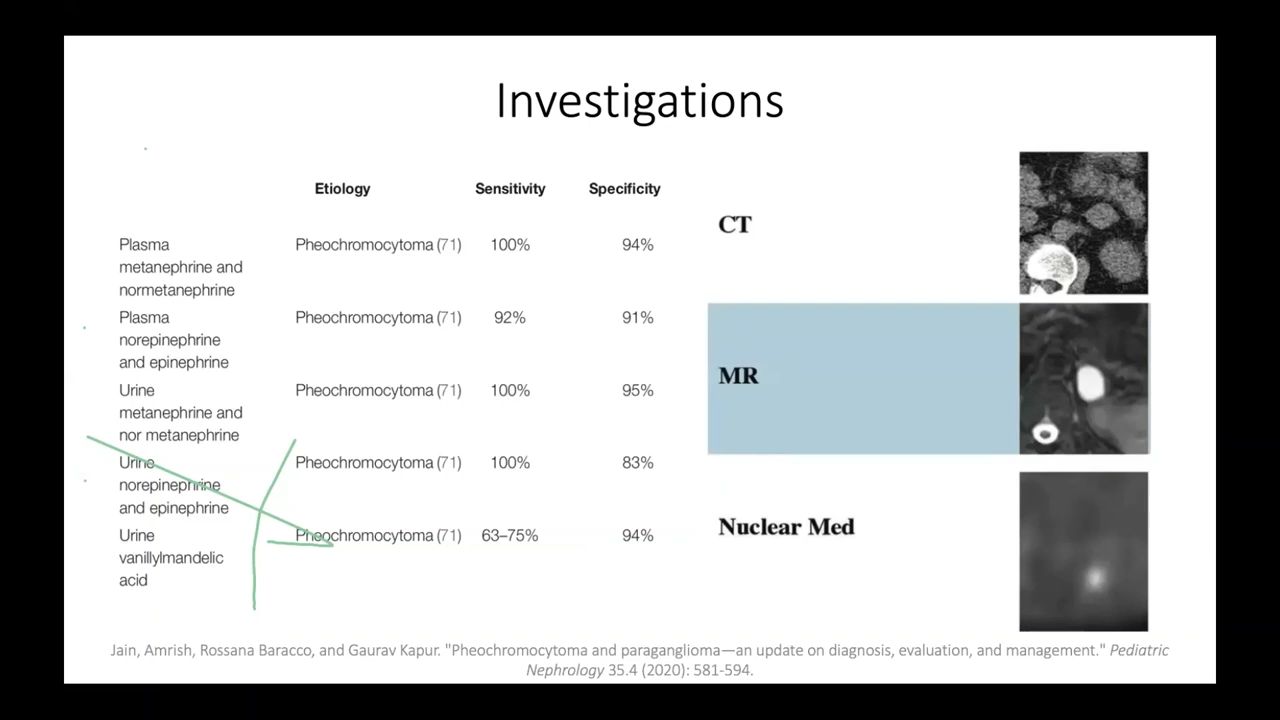 Investigations
Etiology Sensitivity Specificity
Plasma Pheochromocytoma (71) 100% 94%
metanephrine and
normetanephrine
Plasma Pheochromocytoma (71) 92% 91%
norepinephrine
and epinephrine
Urine Pheochromocytoma (71) 100% 95%
metanephrine and
nor metanephrine
Urine Pheochromocytoma (71) 100% 83%
norepinephrine
and epinephrine
Urine Pheochromocytoma (71) 63–75% 94%
vanillylmandelic
acid
CT
MR
Nuclear Med
Jain, Amrish, Rossana Baracco, and Gaurav Kapur. "Pheochromocytoma and paraganglioma—an update on diagnosis, evaluation, and management." Pediatric
Nephrology 35.4 (2020): 581-594.